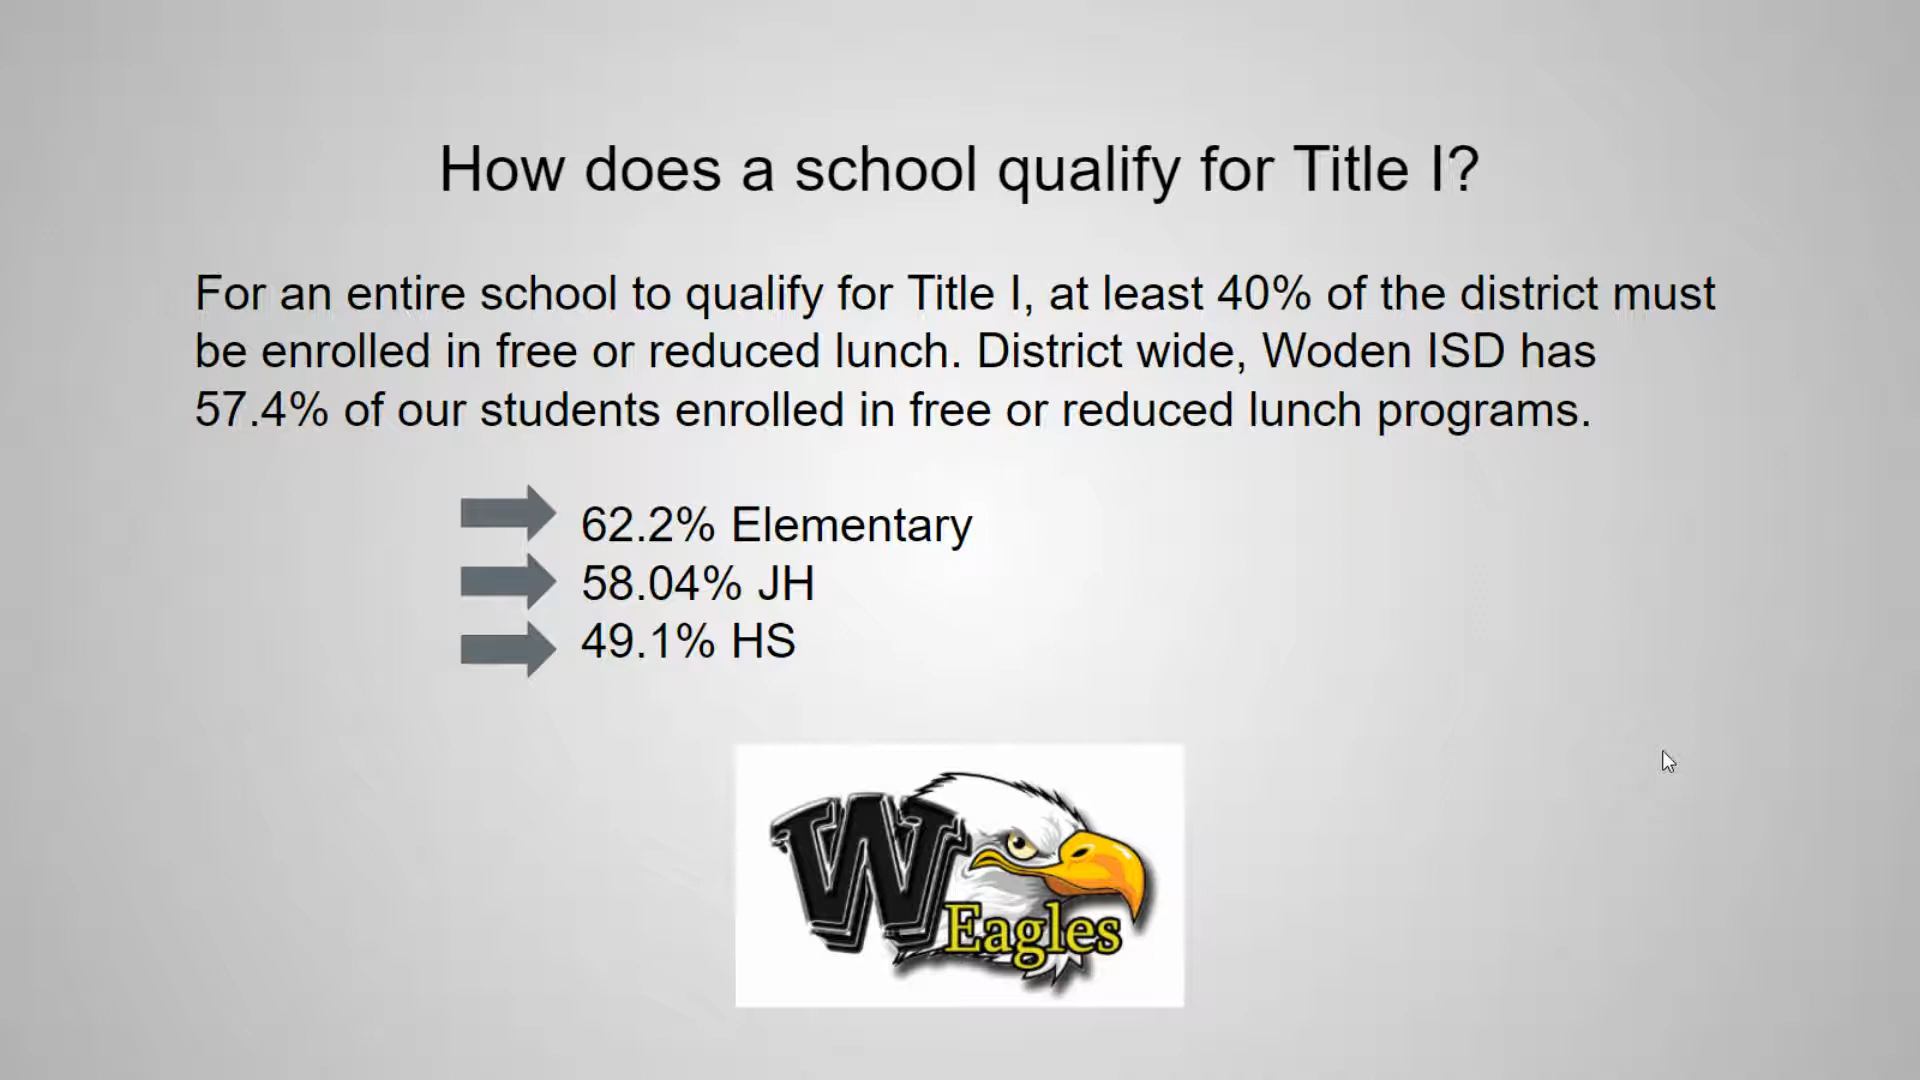 How does a school qualify for Title I?
For an entire school to qualify for Title I, at least 40% of the district must
be enrolled in free or reduced lunch. District wide, Woden ISD has
57.4% of our students enrolled in free or reduced lunch programs.
62.2% Elementary
58.04% JH
49.1% HS
W
Eagles